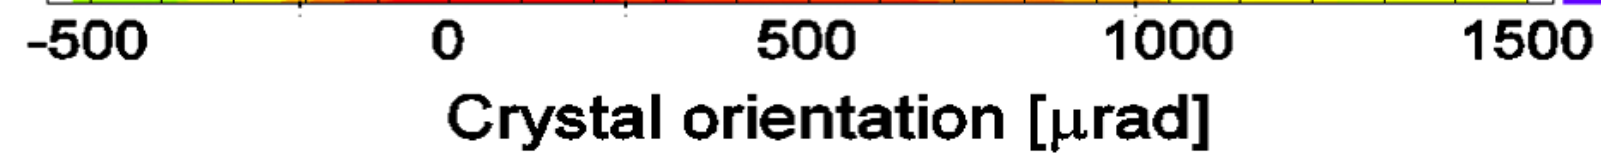 -500 0 500 1000 1500
Crystal orientation [μrad]